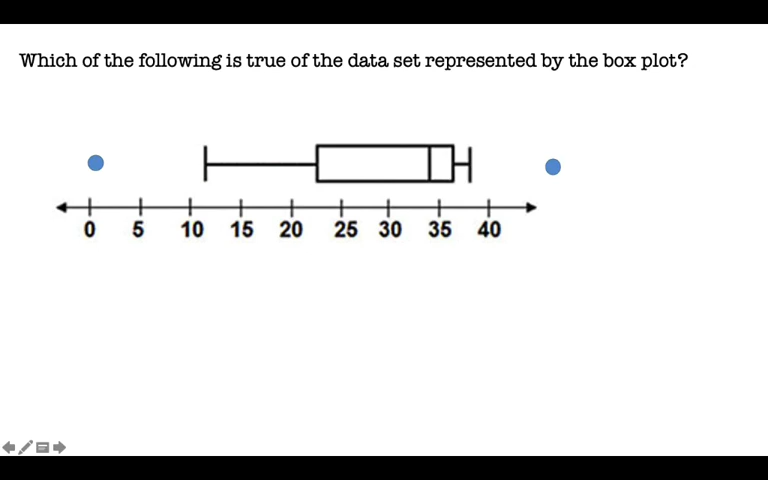 Which of the following is true of the data set represented by the box plot?
0 5 10 15 20 25 30 35 40